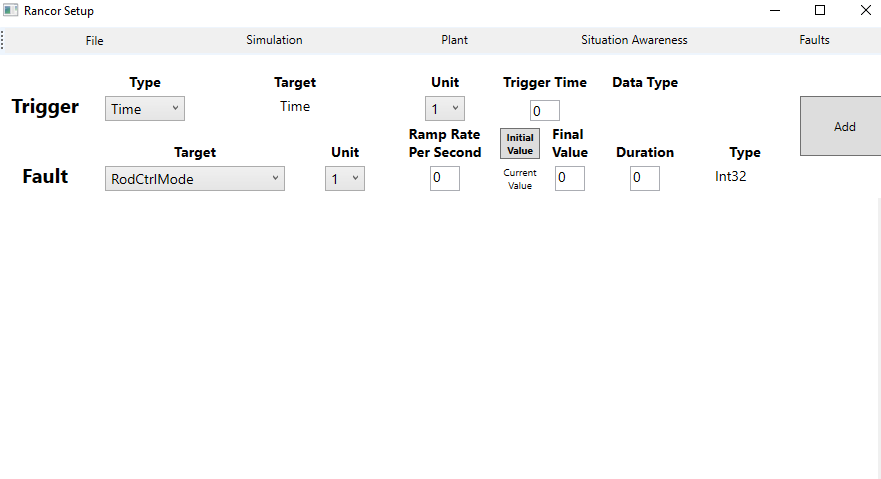 Rancor Setup
File Simulation Plant Situation Awareness Faults
Type Target Unit Trigger Time Data Type
Trigger Time Time 1 0 Add
Ramp Rate Per Second Initial Value Final Value
Target Unit Duration Type
Fault RodCtrlMode 1 0 Current Value 0 0 Int32